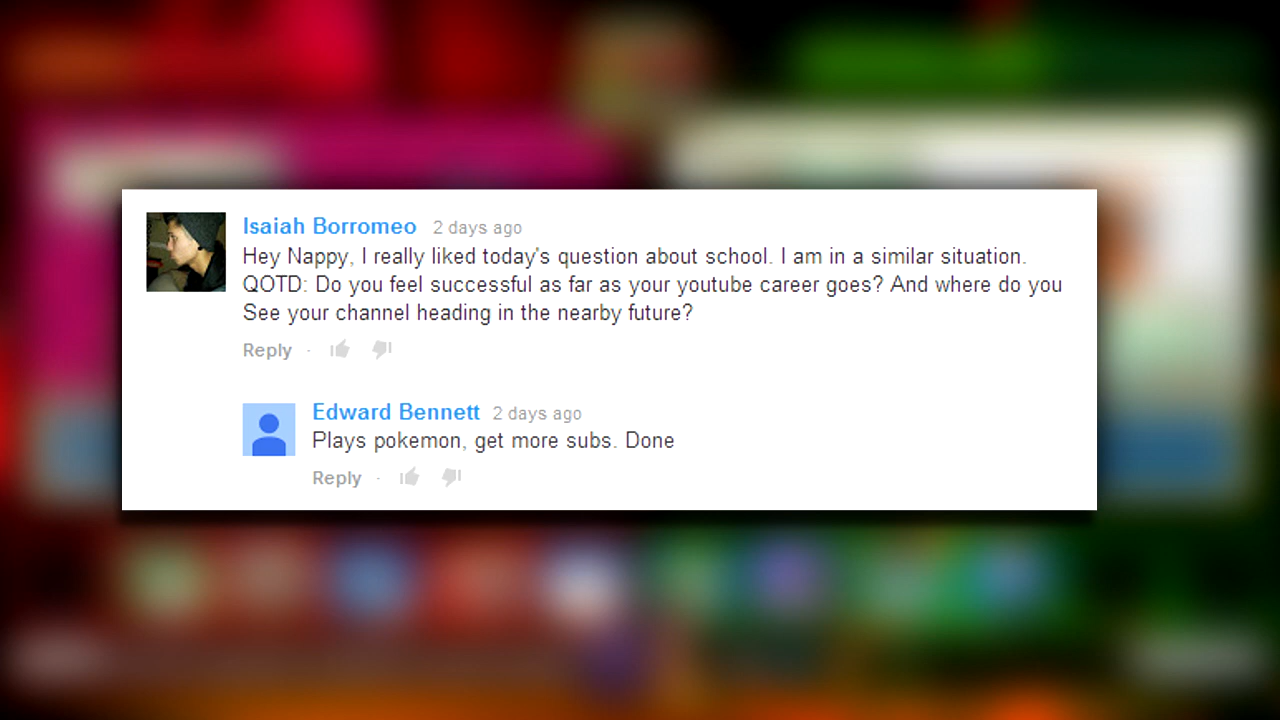 Isaiah Borromeo 2 days ago
Hey Nappy, I really liked today's question about school. I am in a similar situation.
QOTD: Do you feel successful as far as your youtube career goes? And where do you
See your channel heading in the nearby future?
Reply ·
Edward Bennett 2 days ago
Plays pokemon, get more subs. Done
Reply ·